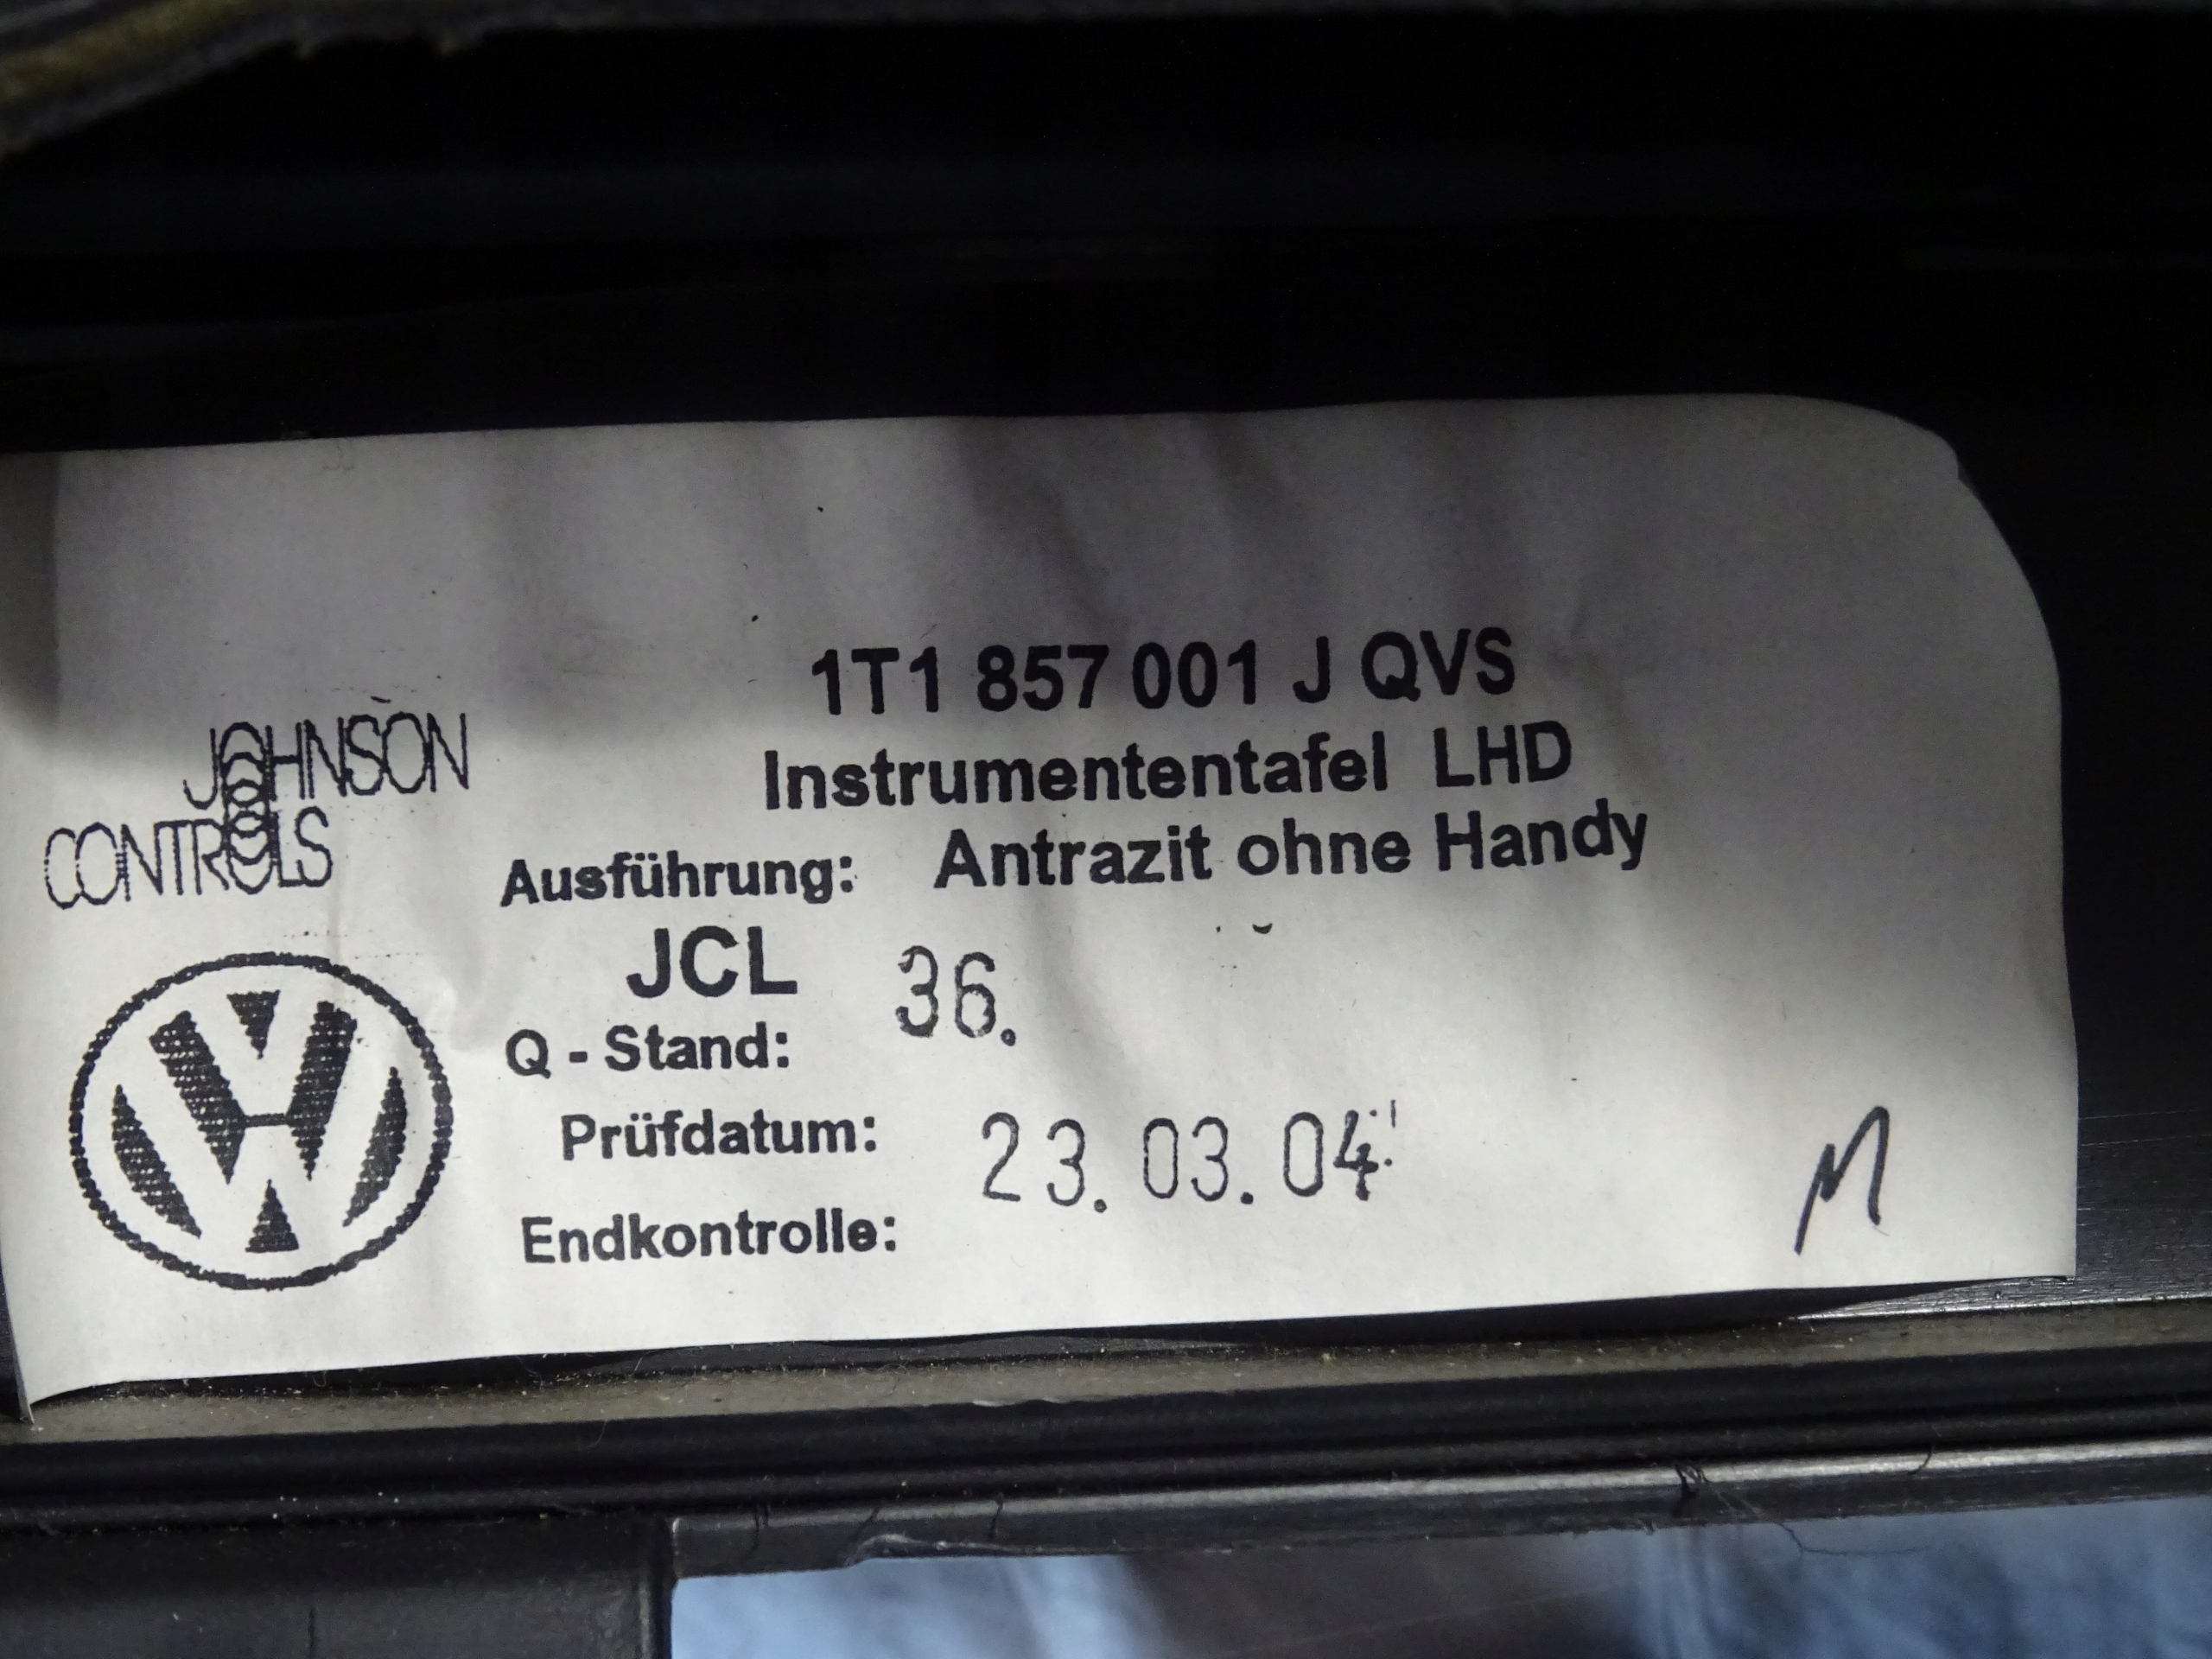 1T1 857 001 J QVS
Instrumententafel LHD
JOHNSON
CONTROLS
Ausführung: Antrazit ohne Handy
JCL 36.
Q - Stand:
Prüfdatum: 23.03.04
Endkontrolle:
M
VW